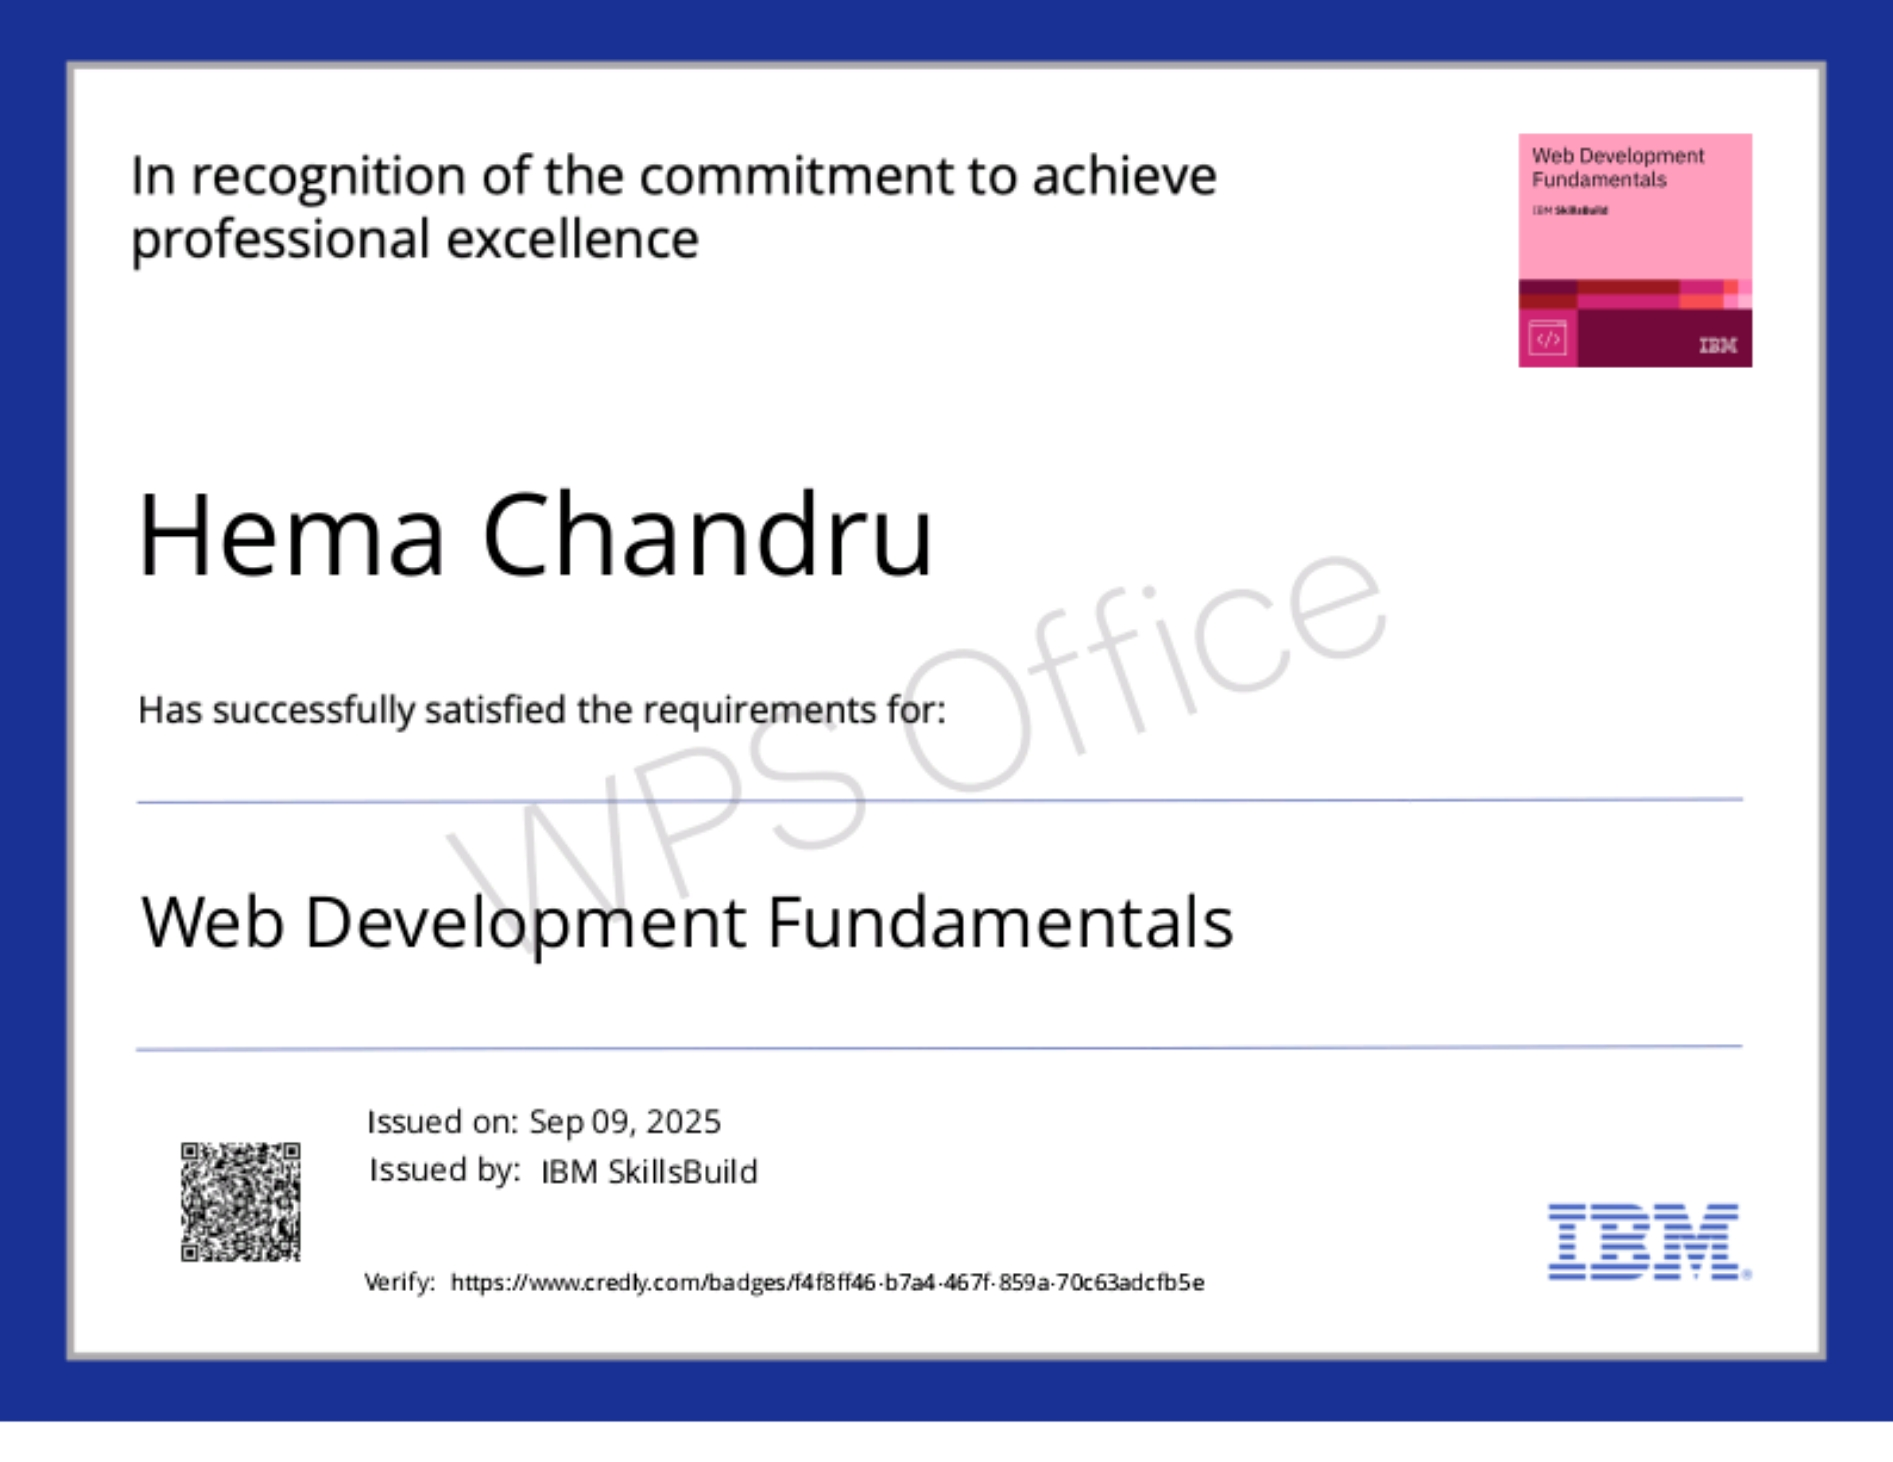 In recognition of the commitment to achieve
professional excellence
Web Development
Fundamentals
IBM SkillsBuild
</>
IBM
Hema Chandru
WPS Office
Has successfully satisfied the requirements for:
Web Development Fundamentals
Issued on: Sep 09, 2025
Issued by: IBM SkillsBuild
Verify: https://www.credly.com/badges/f4f8ff46-b7a4-467f-859a-70c63adcfb5e
IBM®